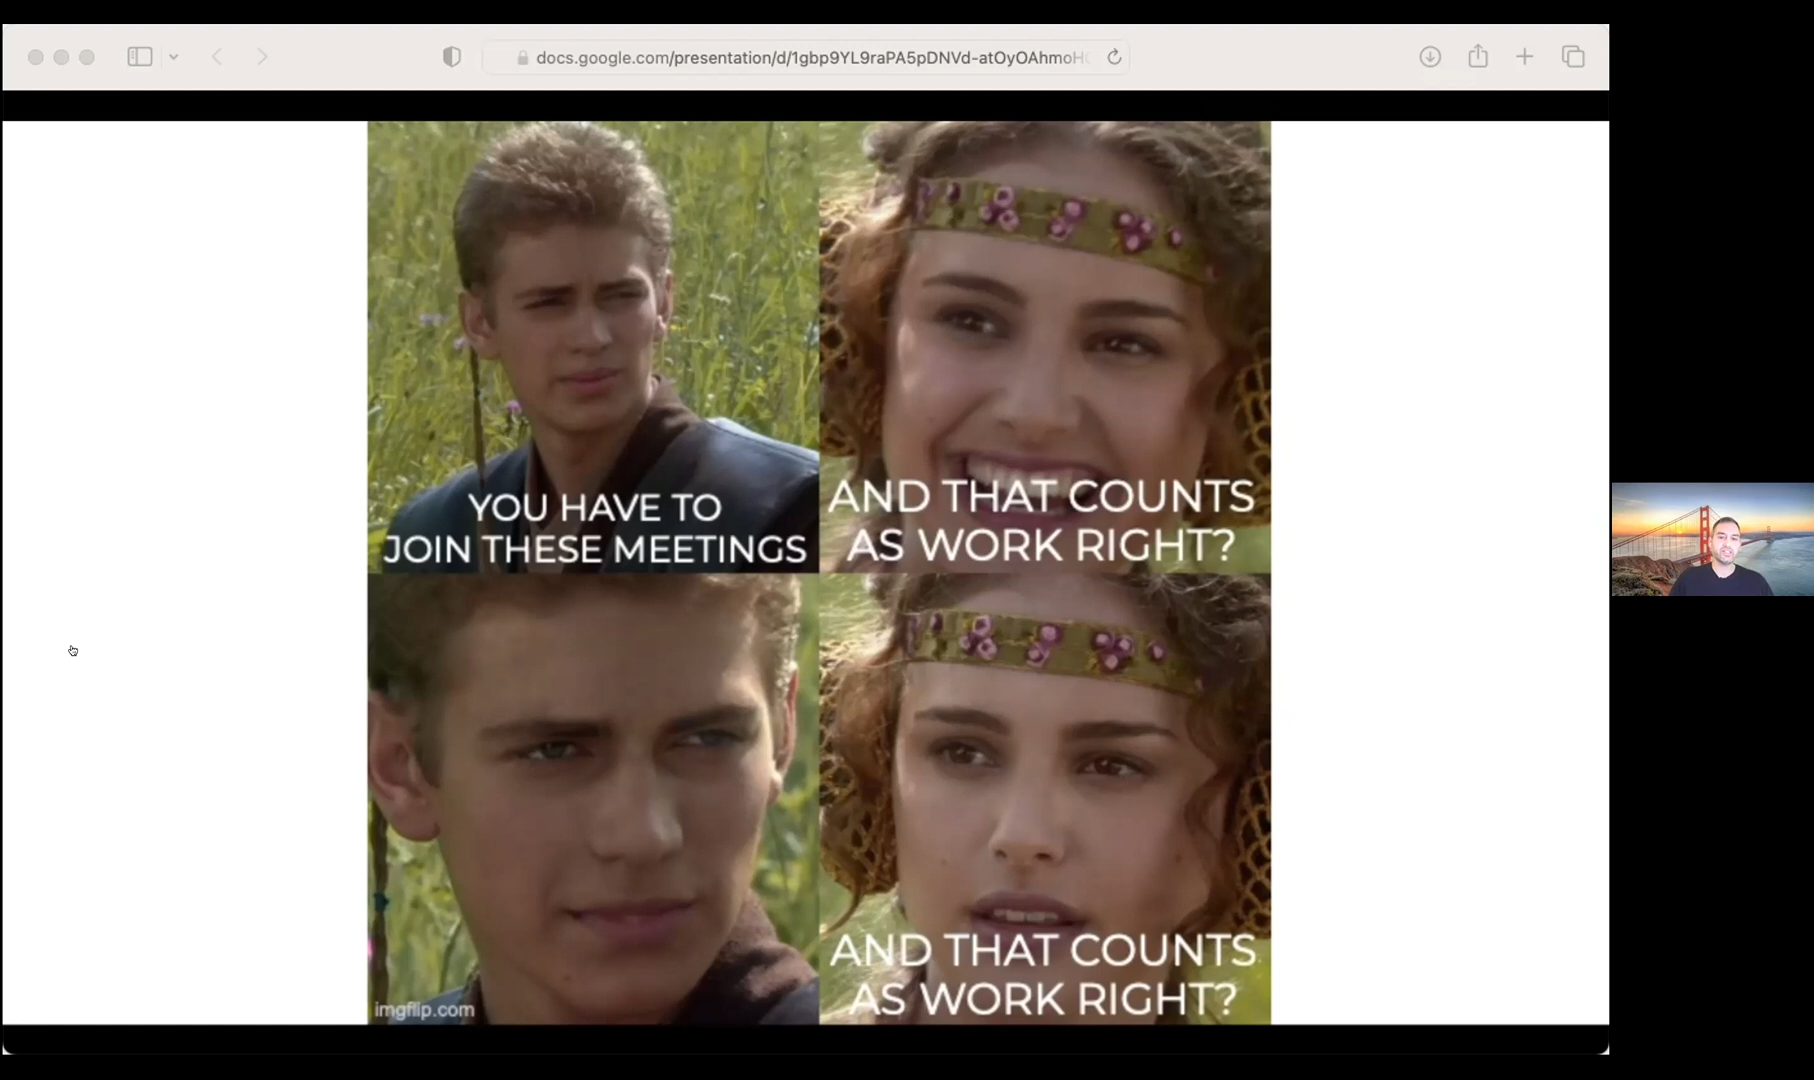 docs.google.com/presentation/d/1gbp9YL9raPA5pDNVd-atOyOAhmoH
YOU HAVE TO
JOIN THESE MEETINGS
AND THAT COUNTS
AS WORK RIGHT?
AND THAT COUNTS
AS WORK RIGHT?
imgflip.com